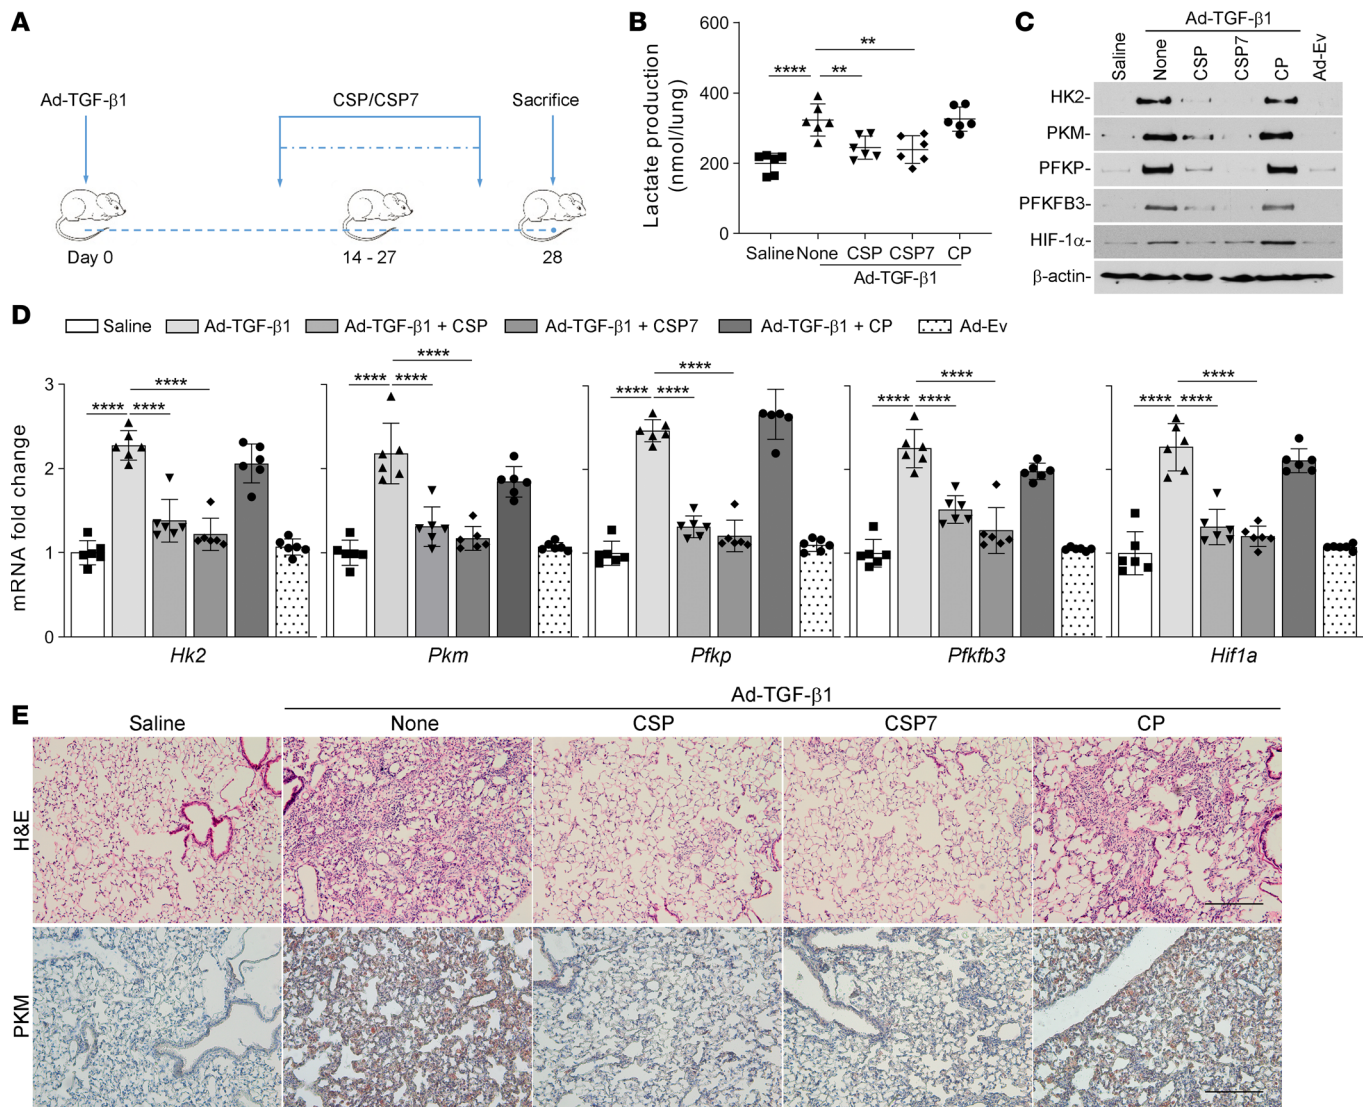 A
Ad-TGF-β1
CSP/CSP7
Sacrifice
Day 0
14 - 27
28
B
Lactate production
(nmol/lung)
600
400
200
0
****
**
**
Saline
None
CSP
CSP7
CP
Ad-TGF-β1
C
Ad-TGF-β1
Saline
None
CSP
CSP7
CP
Ad-Ev
HK2-
PKM-
PFKP-
PFKFB3-
HIF-1α-
β-actin-
D
Saline
Ad-TGF-β1
Ad-TGF-β1 + CSP
Ad-TGF-β1 + CSP7
Ad-TGF-β1 + CP
Ad-Ev
mRNA fold change
3
2
1
0
****
**** ****
****
**** ****
****
**** ****
****
**** ****
****
**** ****
Hk2
Pkm
Pfkp
Pfkfb3
Hif1a
E
Ad-TGF-β1
Saline
None
CSP
CSP7
CP
H&E
PKM